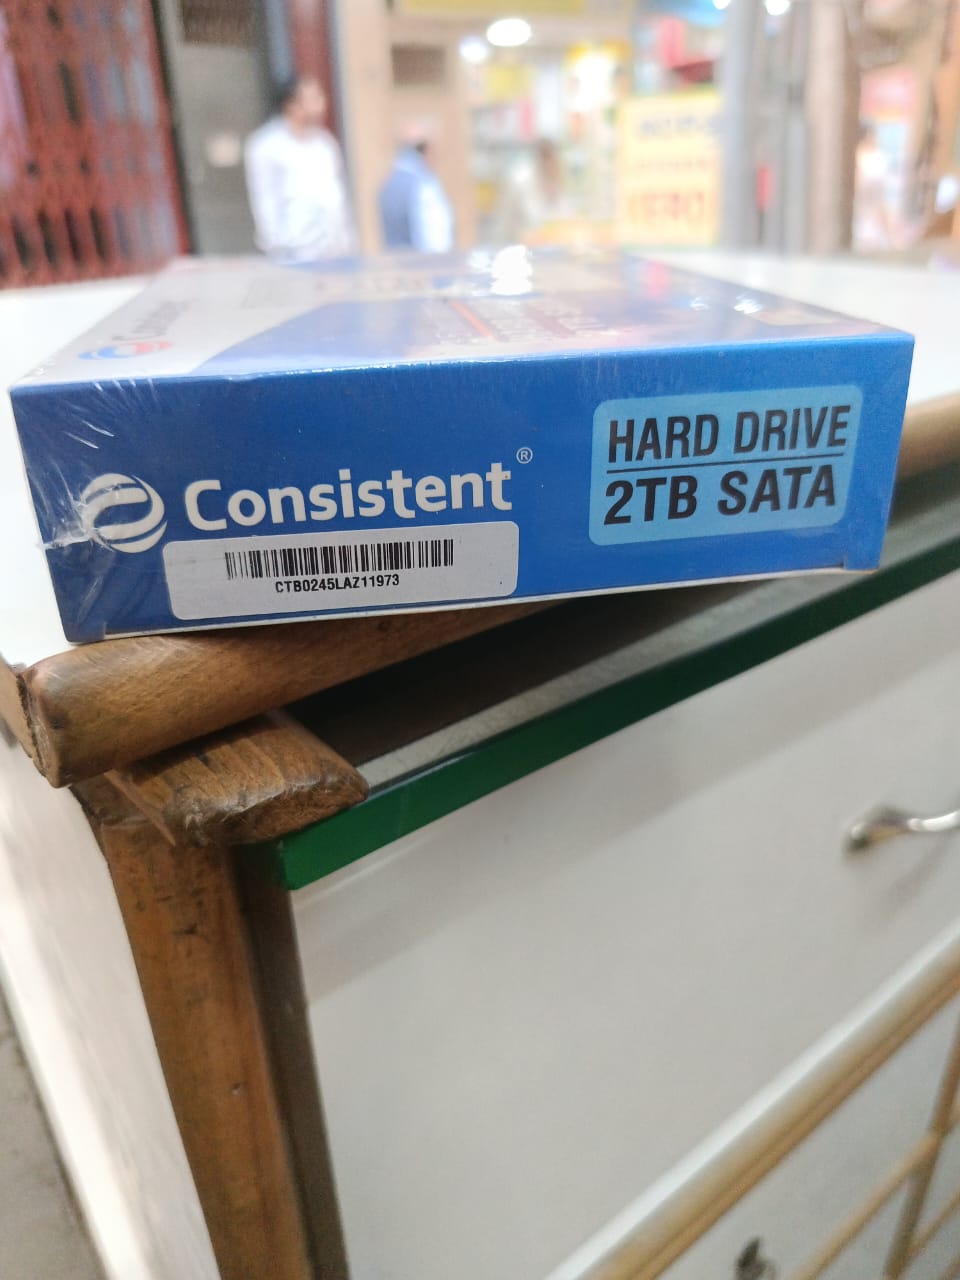 Consistent®
HARD DRIVE
2TB SATA
CTB0245LAZ11973